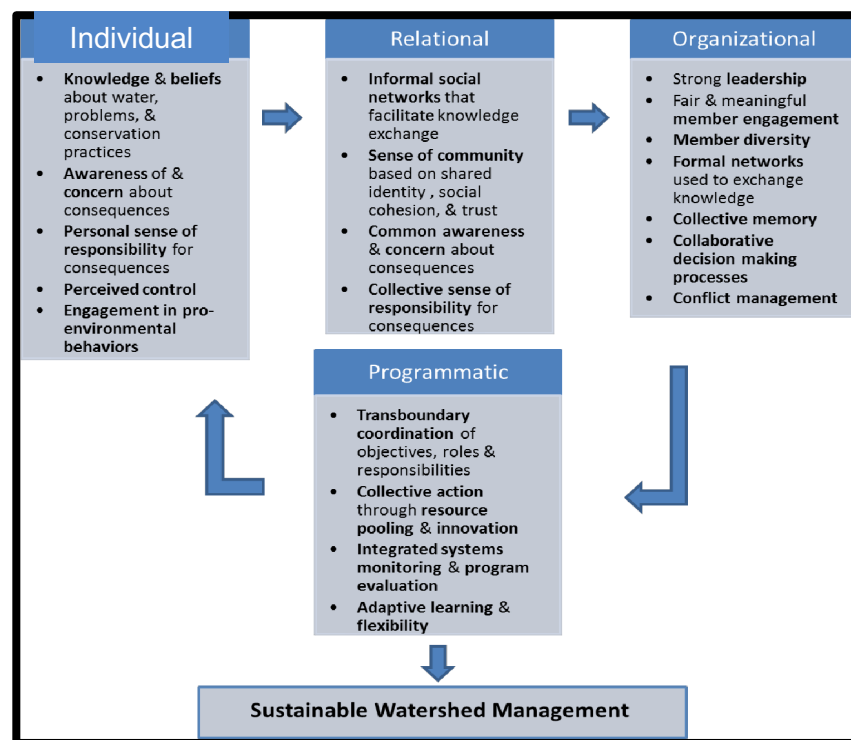 Individual
• Knowledge & beliefs
about water,
problems, &
conservation
practices
• Awareness of &
concern about
consequences
• Personal sense of
responsibility for
consequences
• Perceived control
• Engagement in pro-
environmental
behaviors
Relational
• Informal social
networks that
facilitate knowledge
exchange
• Sense of community
based on shared
identity , social
cohesion, & trust
• Common awareness
& concern about
consequences
• Collective sense of
responsibility for
consequences
Organizational
• Strong leadership
• Fair & meaningful
member engagement
• Member diversity
• Formal networks
used to exchange
knowledge
• Collective memory
• Collaborative
decision making
processes
• Conflict management
Programmatic
• Transboundary
coordination of
objectives, roles &
responsibilities
• Collective action
through resource
pooling & innovation
• Integrated systems
monitoring & program
evaluation
• Adaptive learning &
flexibility
Sustainable Watershed Management